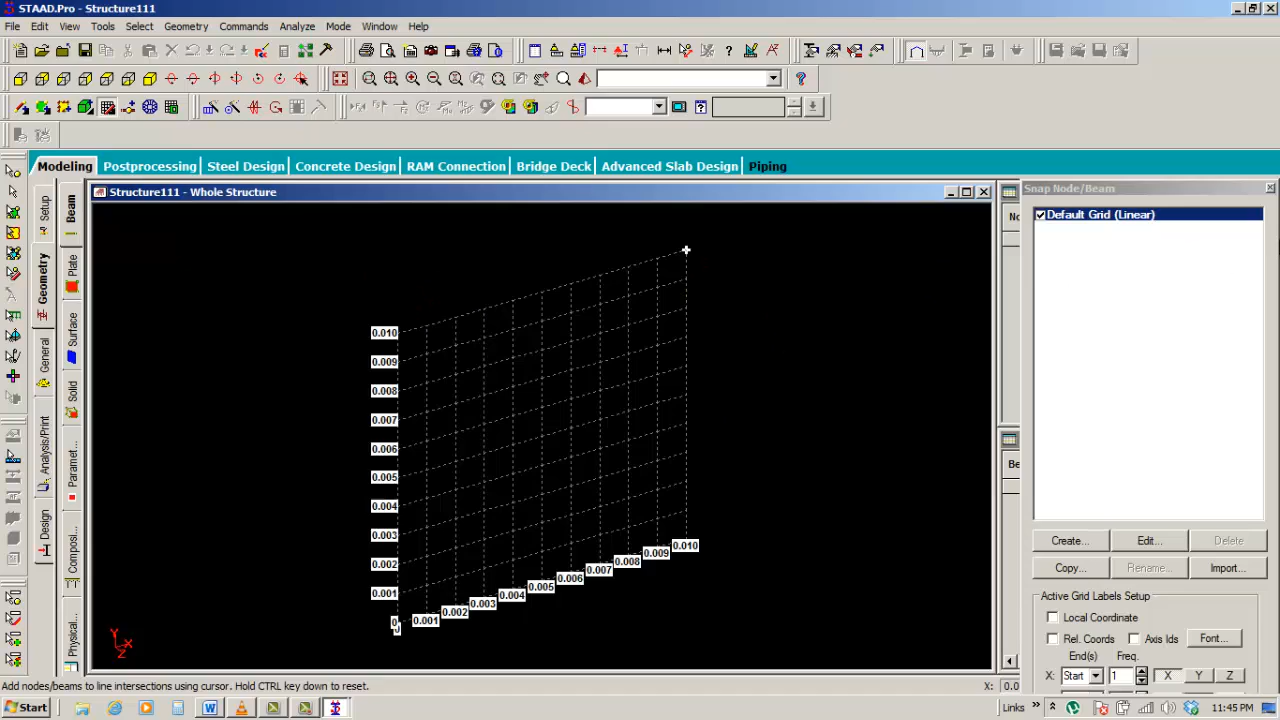 STAAD.Pro - Structure111
File Edit View Tools Select Geometry Commands Analyze Mode Window Help
Modeling Postprocessing Steel Design Concrete Design RAM Connection Bridge Deck Advanced Slab Design Piping
Structure111 - Whole Structure
Snap Node/Beam
Default Grid (Linear)
Setup
Geometry
General
Analysis/Print
Design
Beam
Plate
Surface
Solid
Paramet...
Composi...
Physical...
No
Be
0.010
0.009
0.008
0.007
0.006
0.005
0.004
0.003
0.002
0.001
0
0.001
0.002
0.003
0.004
0.005
0.006
0.007
0.008
0.009
0.010
Y
X
Z
Create... Edit... Delete
Copy... Rename... Import...
Active Grid Labels Setup
Local Coordinate
Rel. Coords Axis Ids Font...
End(s) Freq.
X: Start 1 X Y Z
Add nodes/beams to line intersections using cursor. Hold CTRL key down to reset.
X: 0.0
Start
Links
11:45 PM